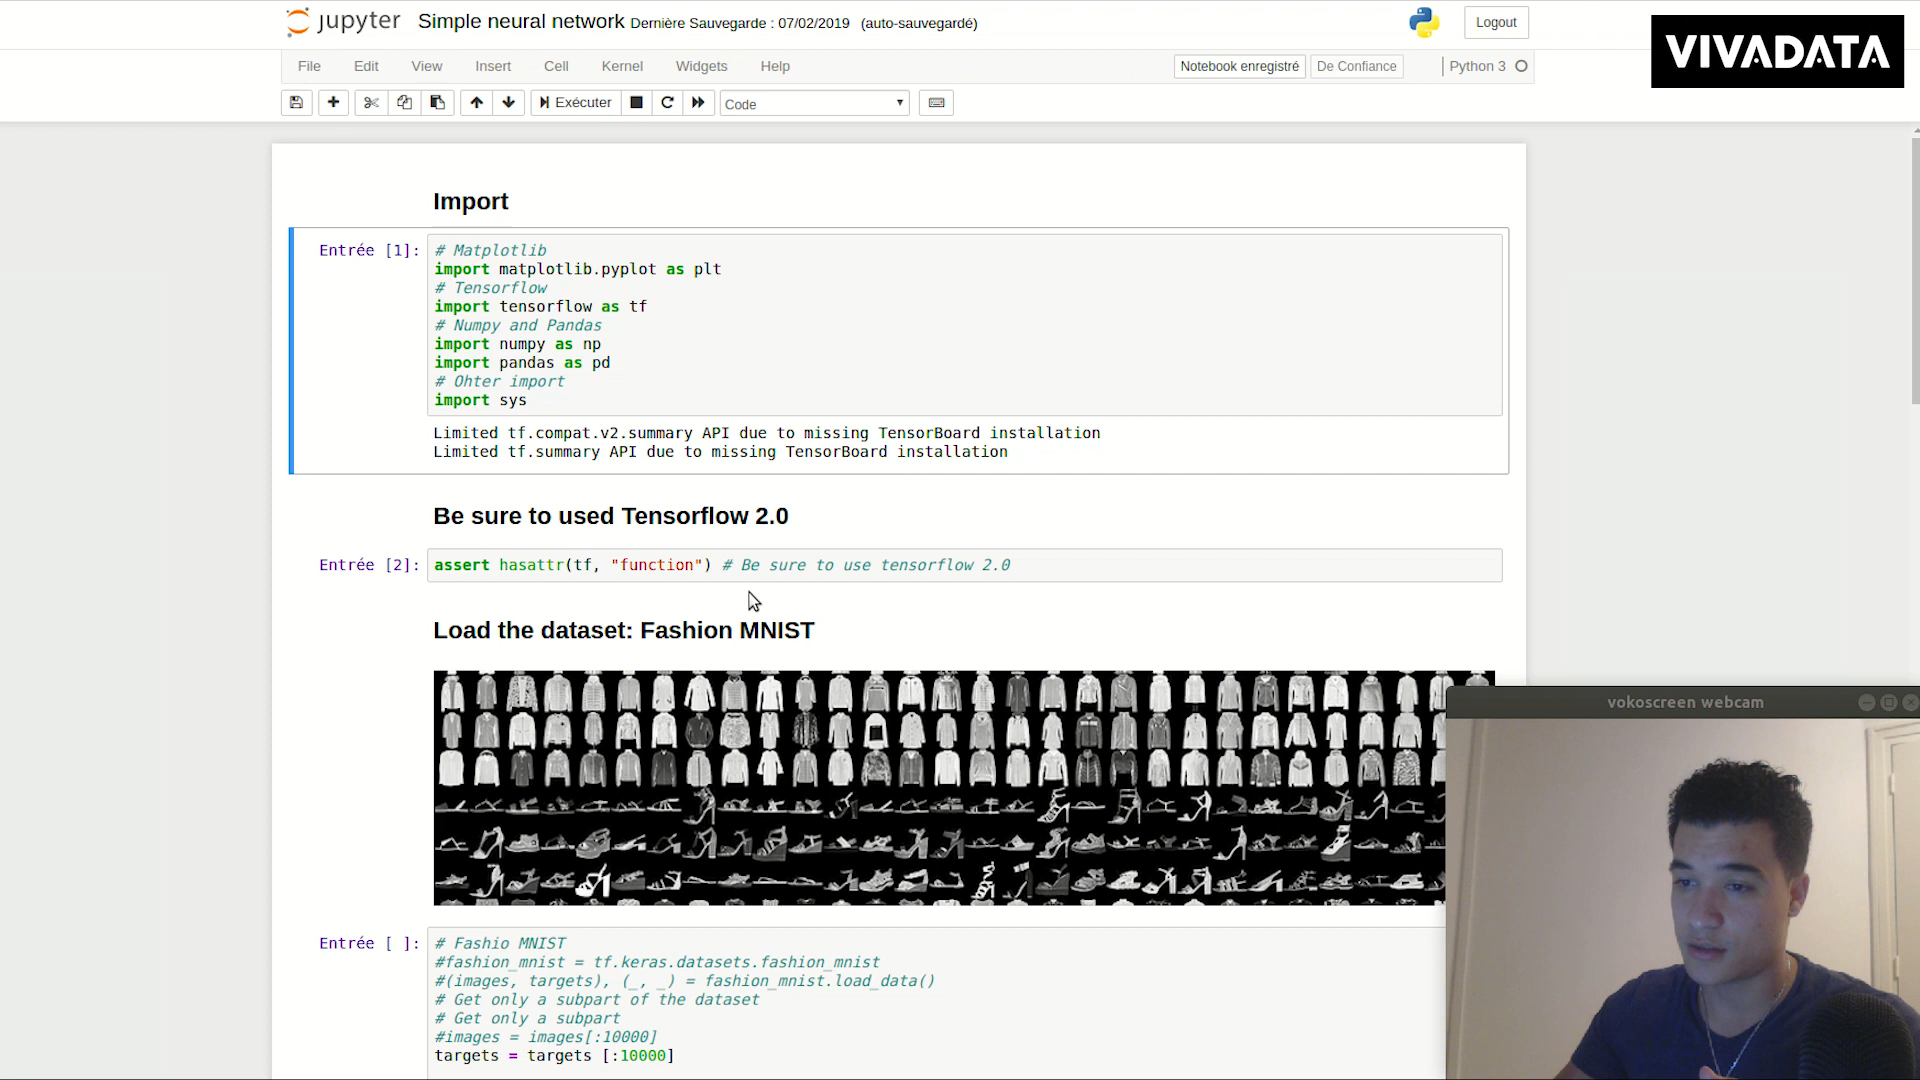 jupyter Simple neural network Dernière Sauvegarde : 07/02/2019 (auto-sauvegardé)
Logout
VIVADATA
File Edit View Insert Cell Kernel Widgets Help
Notebook enregistré De Confiance Python 3
Exécuter Code
Import
Entrée [1]: # Matplotlib
import matplotlib.pyplot as plt
# Tensorflow
import tensorflow as tf
# Numpy and Pandas
import numpy as np
import pandas as pd
# Ohter import
import sys
Limited tf.compat.v2.summary API due to missing TensorBoard installation
Limited tf.summary API due to missing TensorBoard installation
Be sure to used Tensorflow 2.0
Entrée [2]: assert hasattr(tf, "function") # Be sure to use tensorflow 2.0
Load the dataset: Fashion MNIST
vokoscreen webcam
Entrée [ ]: # Fashio MNIST
#fashion_mnist = tf.keras.datasets.fashion_mnist
#(images, targets), (_, _) = fashion_mnist.load_data()
# Get only a subpart of the dataset
# Get only a subpart
#images = images[:10000]
targets = targets [:10000]